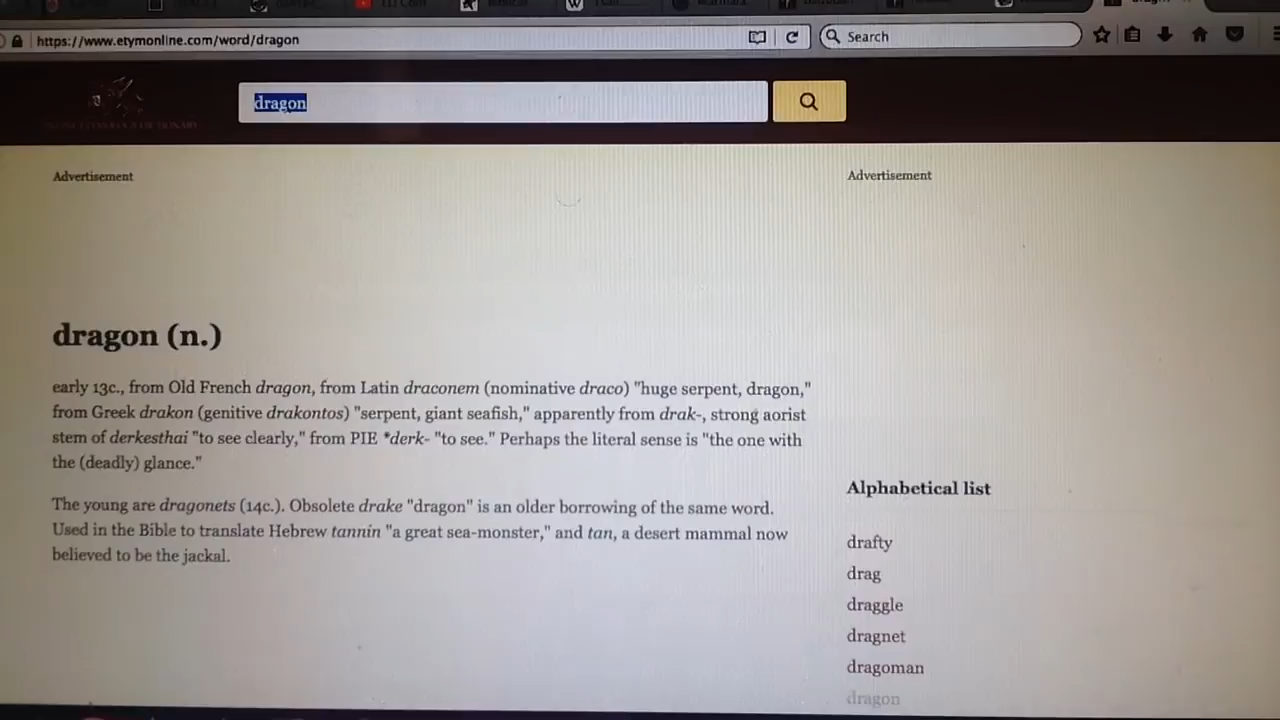 https://www.etymonline.com/word/dragon
Search
dragon
Advertisement
Advertisement
dragon (n.)
early 13c., from Old French dragon, from Latin draconem (nominative draco) "huge serpent, dragon,"
from Greek drakon (genitive drakontos) "serpent, giant seafish," apparently from drak-, strong aorist
stem of derkesthai "to see clearly," from PIE *derk- "to see." Perhaps the literal sense is "the one with
the (deadly) glance."
The young are dragonets (14c.). Obsolete drake "dragon" is an older borrowing of the same word.
Used in the Bible to translate Hebrew tannin "a great sea-monster," and tan, a desert mammal now
believed to be the jackal.
Alphabetical list
drafty
drag
draggle
dragnet
dragoman
dragon